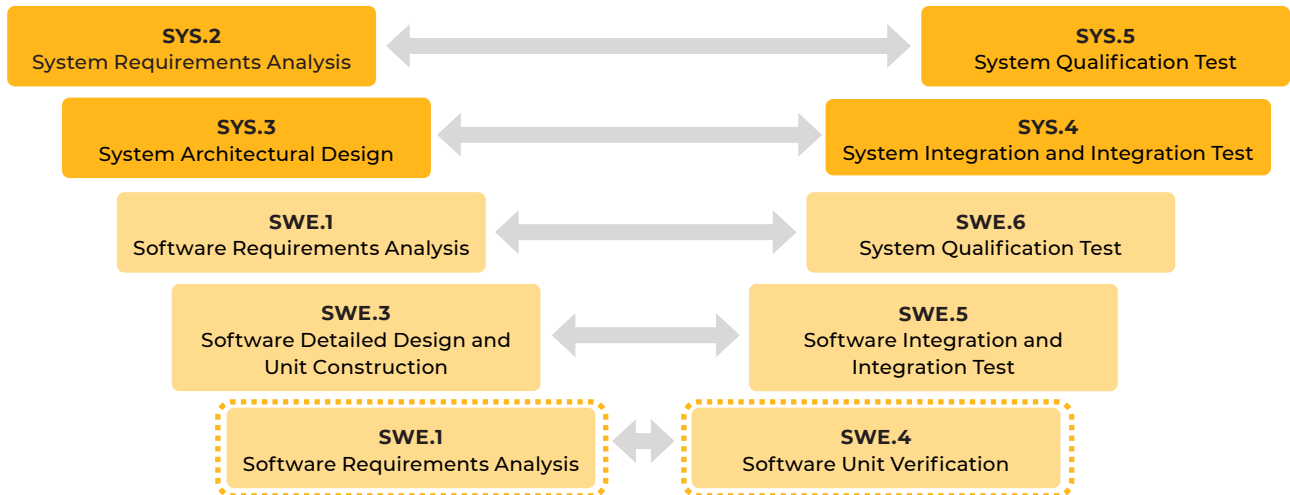 SYS.2
System Requirements Analysis
SYS.5
System Qualification Test
SYS.3
System Architectural Design
SYS.4
System Integration and Integration Test
SWE.1
Software Requirements Analysis
SWE.6
System Qualification Test
SWE.3
Software Detailed Design and
Unit Construction
SWE.5
Software Integration and
Integration Test
SWE.1
Software Requirements Analysis
SWE.4
Software Unit Verification